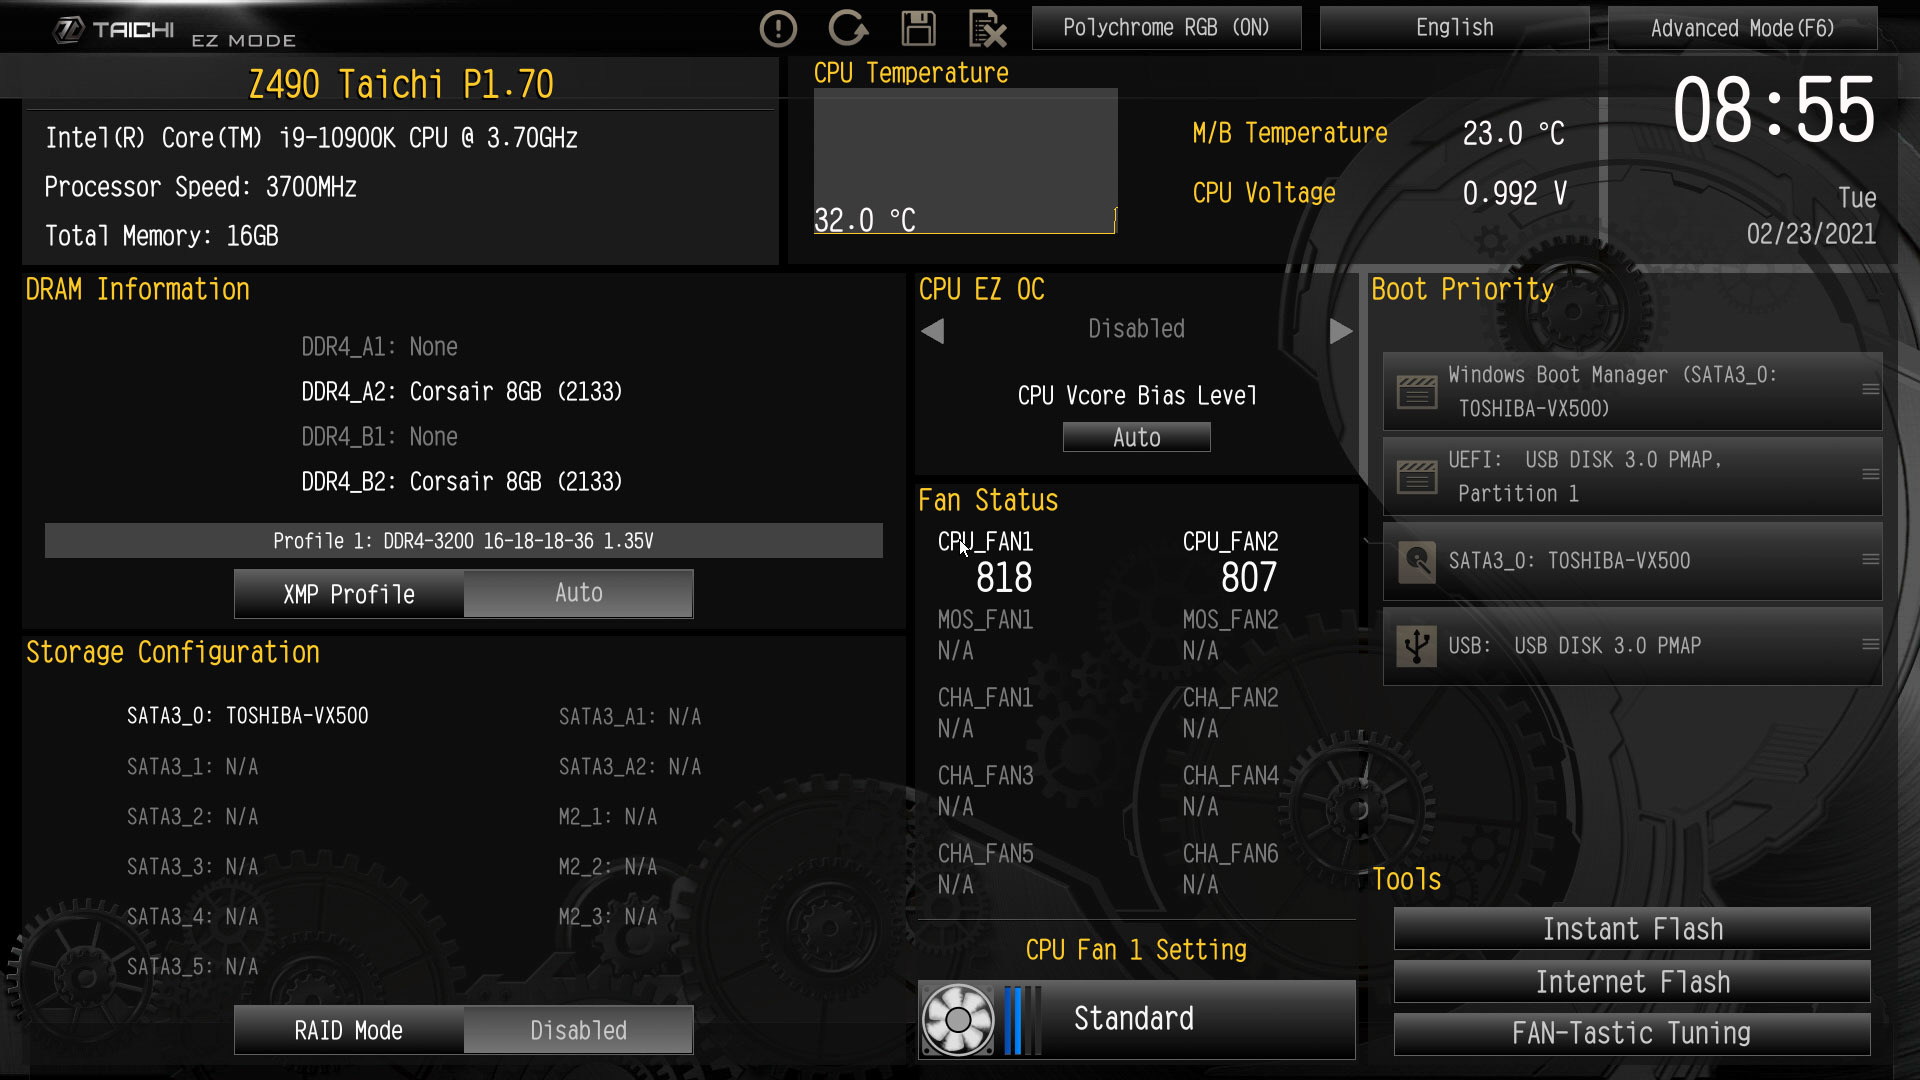 TAICHI EZ MODE
Polychrome RGB (ON)
English
Advanced Mode(F6)
Z490 Taichi P1.70
Intel(R) Core(TM) i9-10900K CPU @ 3.70GHz
Processor Speed: 3700MHz
Total Memory: 16GB
CPU Temperature
32.0 °C
M/B Temperature 23.0 °C
CPU Voltage 0.992 V
08:55
Tue
02/23/2021
DRAM Information
DDR4_A1: None
DDR4_A2: Corsair 8GB (2133)
DDR4_B1: None
DDR4_B2: Corsair 8GB (2133)
Profile 1: DDR4-3200 16-18-18-36 1.35V
XMP Profile Auto
Storage Configuration
SATA3_0: TOSHIBA-VX500 SATA3_A1: N/A
SATA3_1: N/A SATA3_A2: N/A
SATA3_2: N/A M2_1: N/A
SATA3_3: N/A M2_2: N/A
SATA3_4: N/A M2_3: N/A
SATA3_5: N/A
RAID Mode Disabled
CPU EZ OC
Disabled
CPU Vcore Bias Level
Auto
Fan Status
CPU_FAN1 CPU_FAN2
818 807
MOS_FAN1 MOS_FAN2
N/A N/A
CHA_FAN1 CHA_FAN2
N/A N/A
CHA_FAN3 CHA_FAN4
N/A N/A
CHA_FAN5 CHA_FAN6
N/A N/A
CPU Fan 1 Setting
Standard
Boot Priority
Windows Boot Manager (SATA3_0:
TOSHIBA-VX500)
UEFI: USB DISK 3.0 PMAP,
Partition 1
SATA3_0: TOSHIBA-VX500
USB: USB DISK 3.0 PMAP
Tools
Instant Flash
Internet Flash
FAN-Tastic Tuning